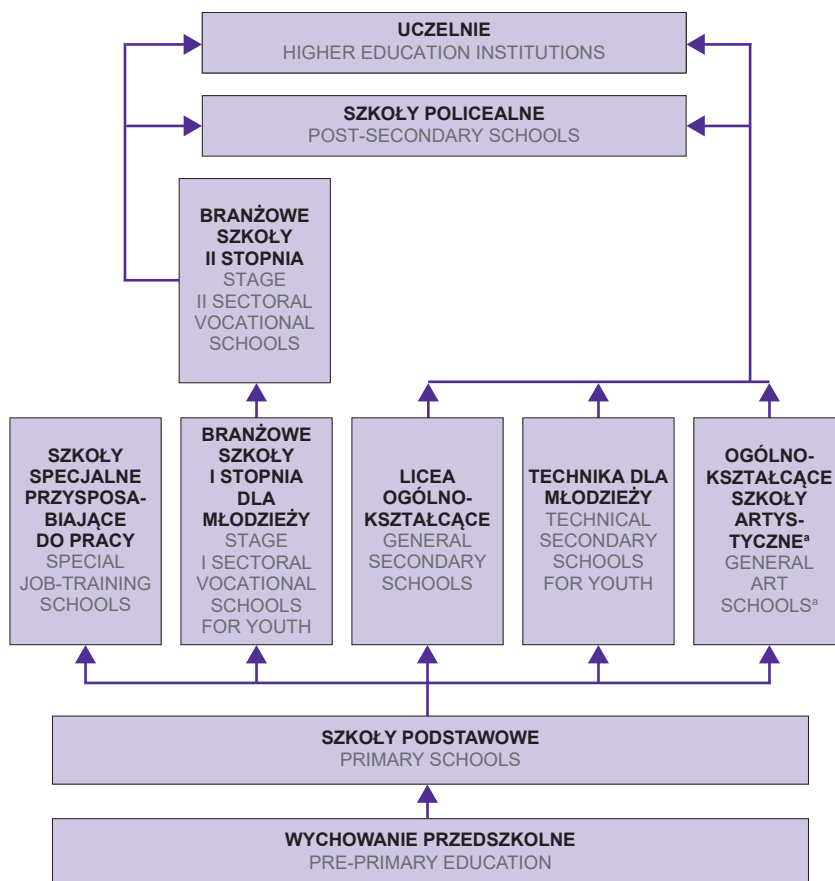 UCZELNIE
HIGHER EDUCATION INSTITUTIONS
SZKOŁY POLICEALNE
POST-SECONDARY SCHOOLS
BRANŻOWE
SZKOŁY
II STOPNIA
STAGE
II SECTORAL
VOCATIONAL
SCHOOLS
SZKOŁY
SPECJALNE
PRZYSPOSA-
BIAJĄCE
DO PRACY
SPECIAL
JOB-TRAINING
SCHOOLS
BRANŻOWE
SZKOŁY
I STOPNIA
DLA
MŁODZIEŻY
STAGE
I SECTORAL
VOCATIONAL
SCHOOLS
FOR YOUTH
LICEA
OGÓLNO-
KSZTAŁCĄCE
GENERAL
SECONDARY
SCHOOLS
TECHNIKA DLA
MŁODZIEŻY
TECHNICAL
SECONDARY
SCHOOLS
FOR YOUTH
OGÓLNO-
KSZTAŁCĄCE
SZKOŁY
ARTYS-
TYCZNEᵃ
GENERAL
ART
SCHOOLSᵃ
SZKOŁY PODSTAWOWE
PRIMARY SCHOOLS
WYCHOWANIE PRZEDSZKOLNE
PRE-PRIMARY EDUCATION